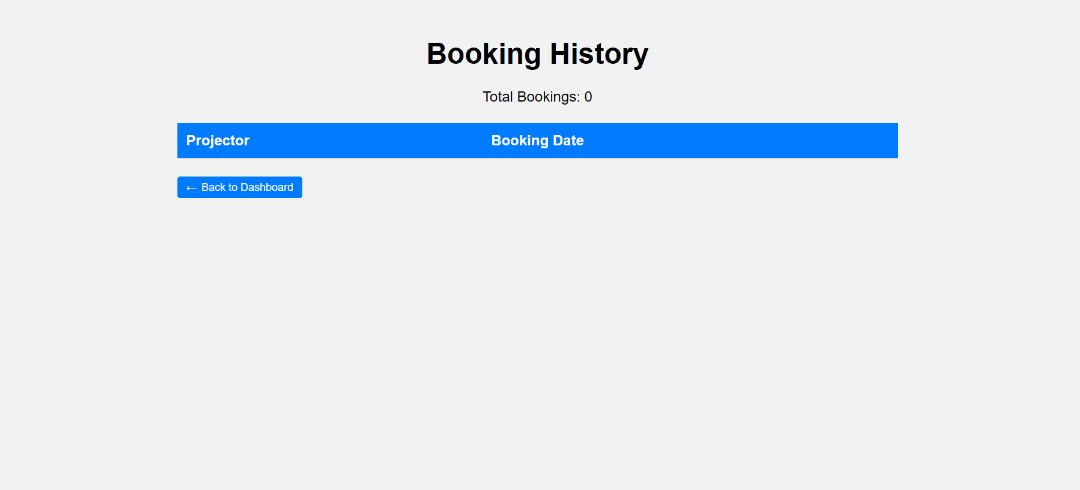 Booking History
Total Bookings: 0
Projector Booking Date
← Back to Dashboard